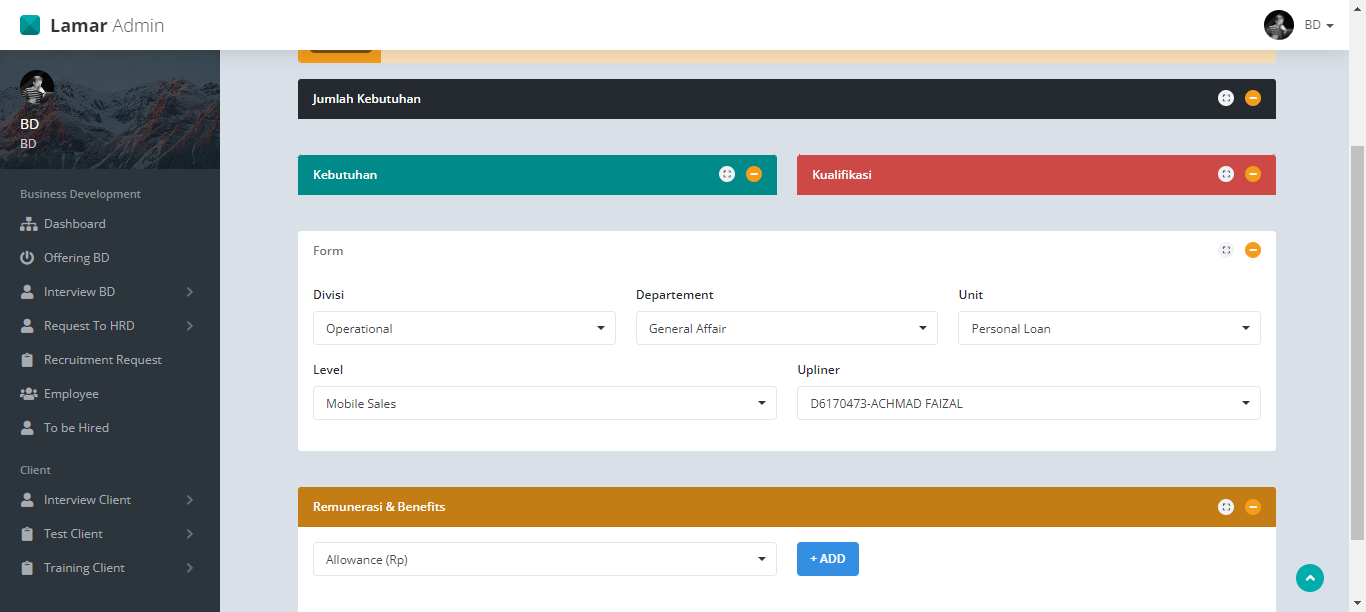 Lamar Admin
BD
BD
BD
Business Development
Dashboard
Offering BD
Interview BD
Request To HRD
Recruitment Request
Employee
To be Hired
Client
Interview Client
Test Client
Training Client
Jumlah Kebutuhan
Kebutuhan
Kualifikasi
Form
Divisi
Departement
Unit
Operational
General Affair
Personal Loan
Level
Upliner
Mobile Sales
D6170473-ACHMAD FAIZAL
Remunerasi & Benefits
Allowance (Rp)
+ ADD